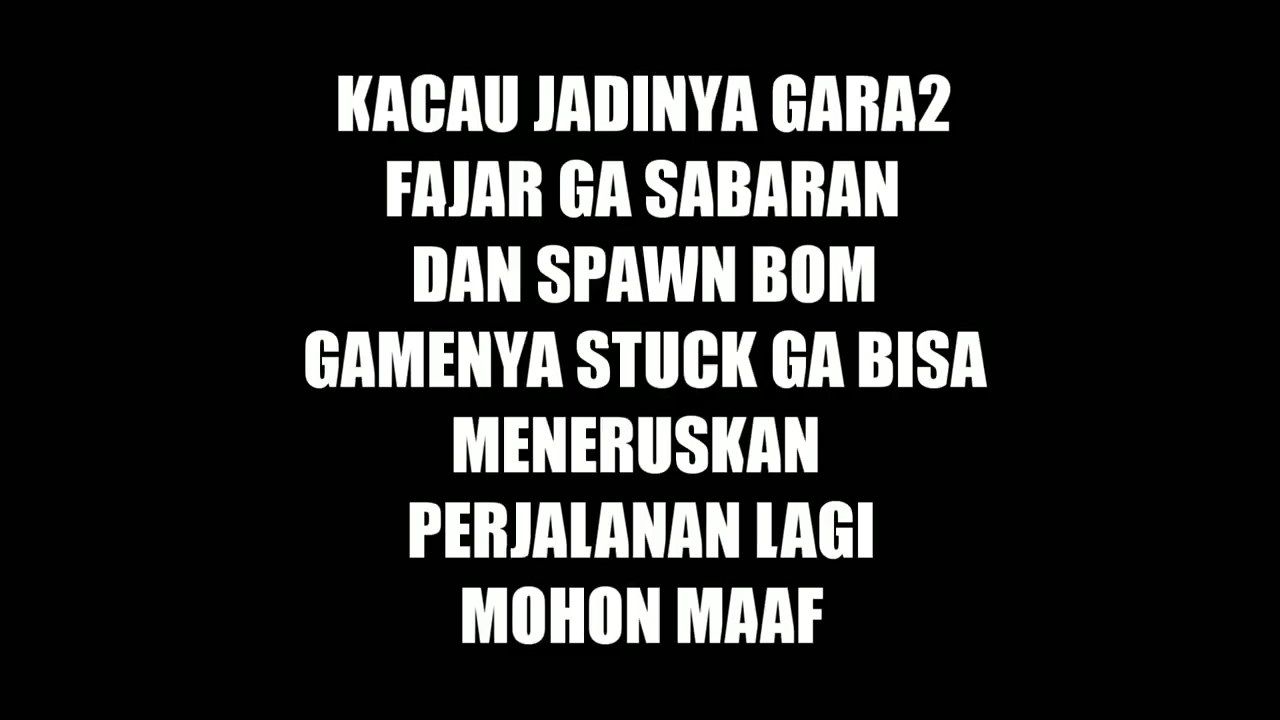 KACAU JADINYA GARA2
FAJAR GA SABARAN
DAN SPAWN BOM
GAMENYA STUCK GA BISA
MENERUSKAN
PERJALANAN LAGI
MOHON MAAF